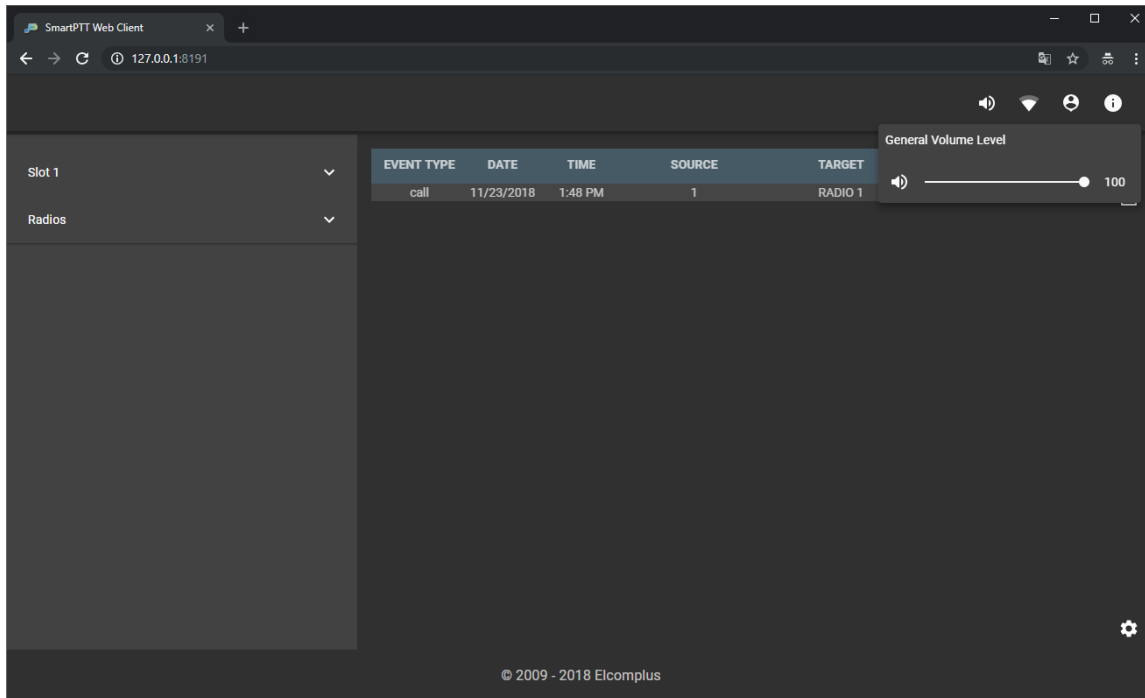 SmartPTT Web Client
127.0.0.1:8191
General Volume Level
100
Slot 1
Radios
EVENT TYPE DATE TIME SOURCE TARGET
call 11/23/2018 1:48 PM 1 RADIO 1
© 2009 - 2018 Elcomplus